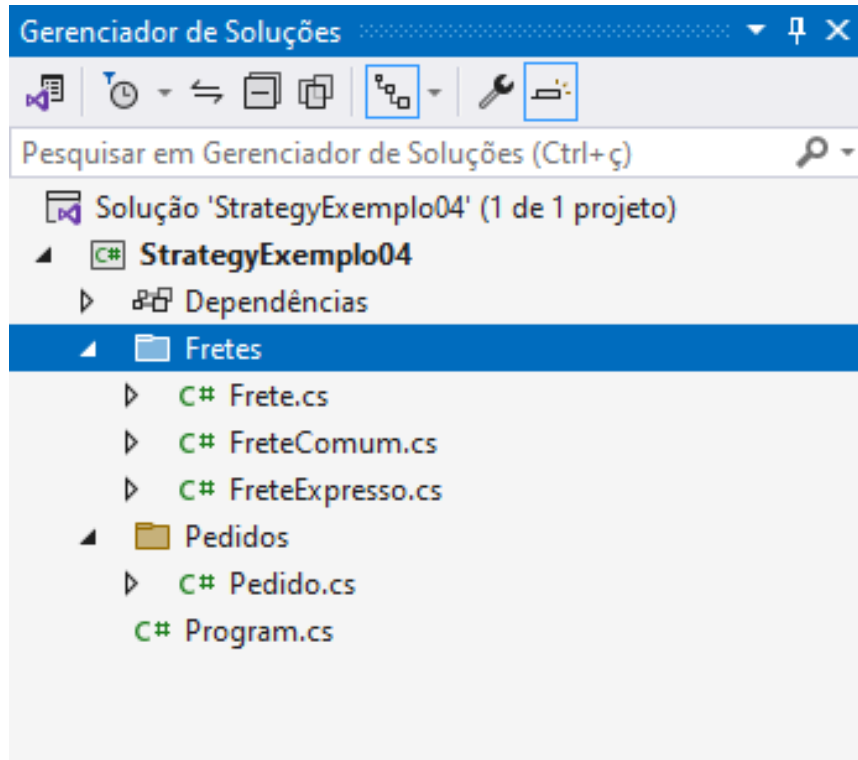 Gerenciador de Soluções
Pesquisar em Gerenciador de Soluções (Ctrl+ç)
Solução 'StrategyExemplo04' (1 de 1 projeto)
C# StrategyExemplo04
Dependências
Fretes
C# Frete.cs
C# FreteComum.cs
C# FreteExpresso.cs
Pedidos
C# Pedido.cs
C# Program.cs